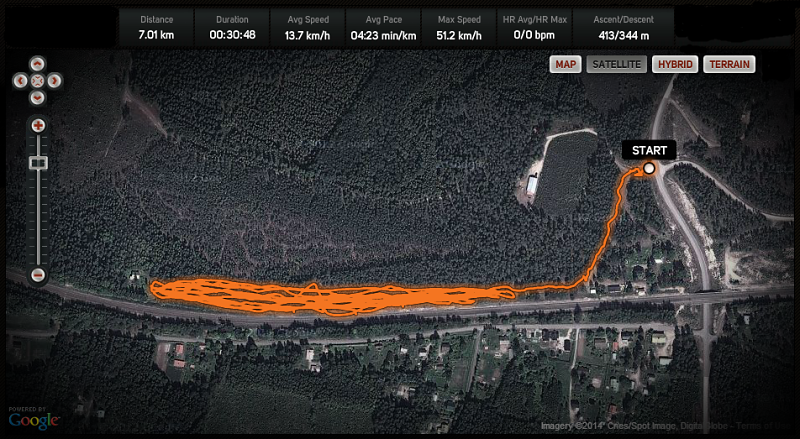 Distance Duration Avg Speed Avg Pace Max Speed HR Avg/HR Max Ascent/Descent
7.01 km 00:30:48 13.7 km/h 04:23 min/km 51.2 km/h 0/0 bpm 413/344 m
MAP SATELLITE HYBRID TERRAIN
START
POWERED BY
Google
Imagery ©2014 Cnes/Spot Image, DigitalGlobe - Terms of